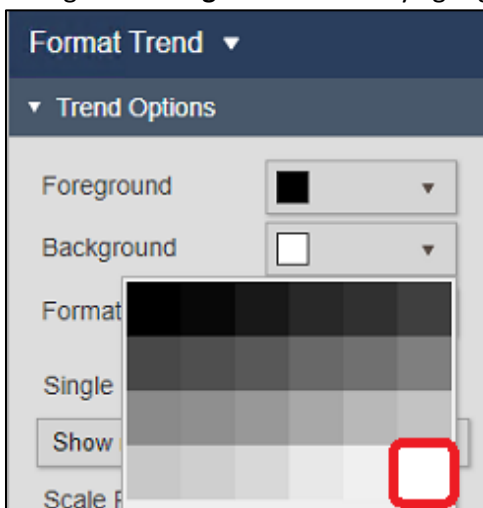 Format Trend
Trend Options
Foreground
Background
Format
Single
Show
Scale